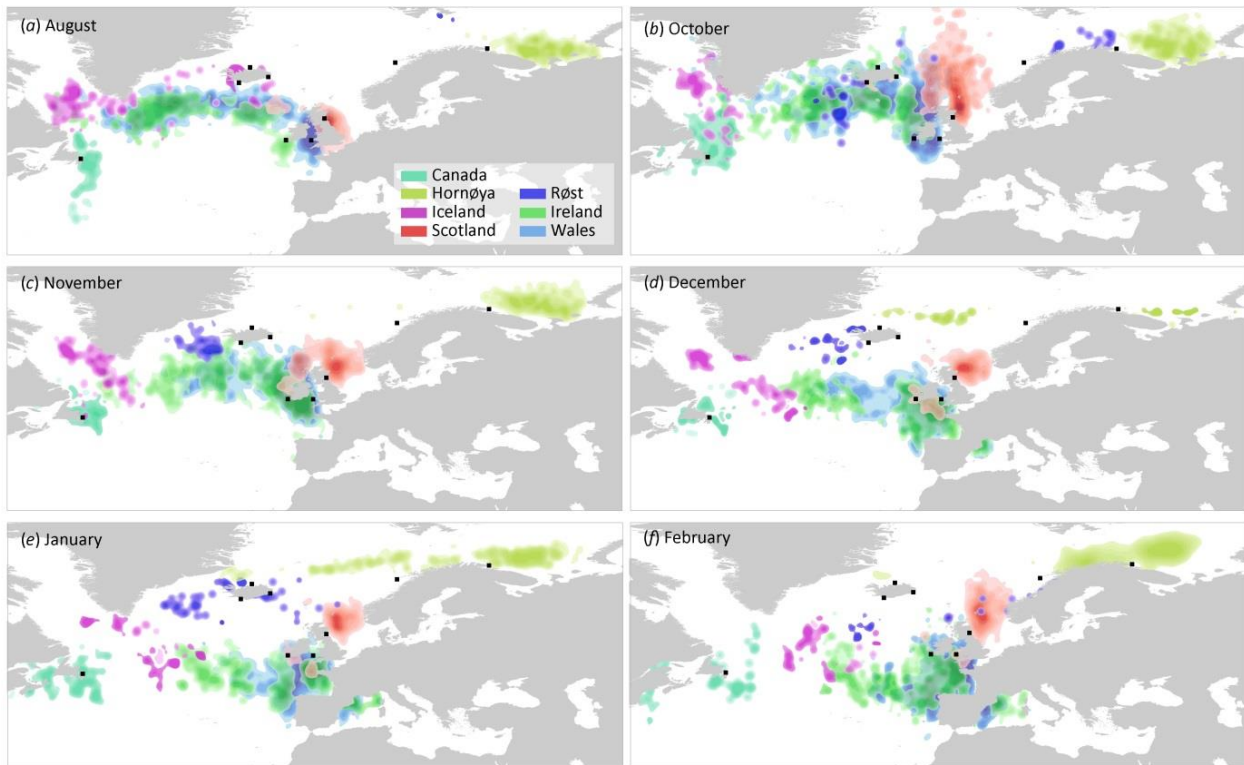 (a) August
(b) October
Canada
Hornøya
Røst
Iceland
Ireland
Scotland
Wales
(c) November
(d) December
(e) January
(f) February